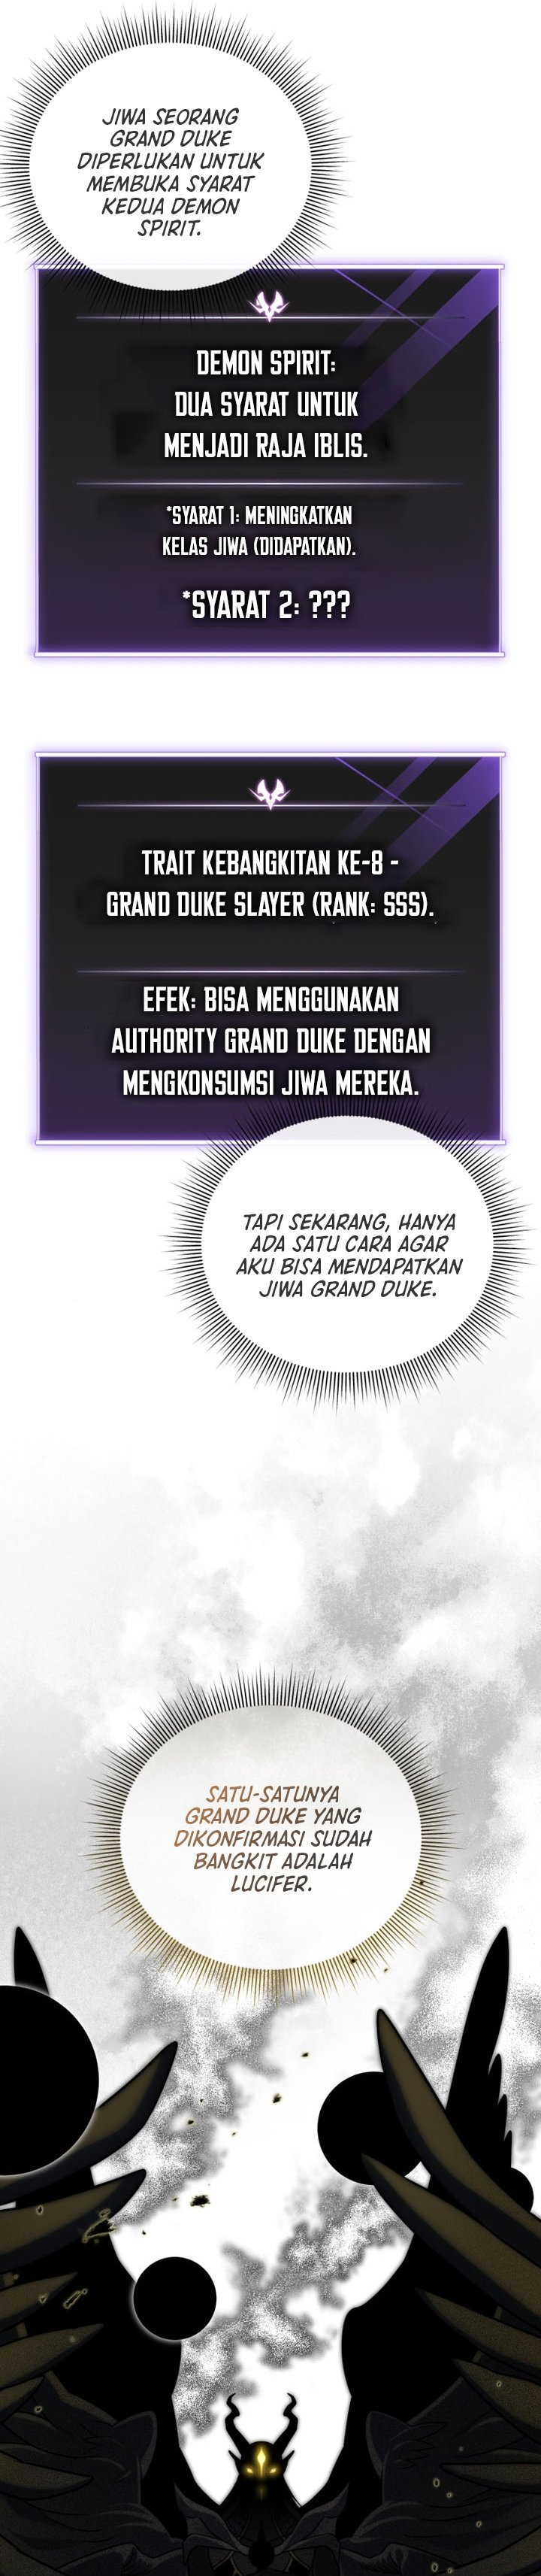 JIWA SEORANG
GRAND DUKE
DIPERLUKAN UNTUK
MEMBUKA SYARAT
KEDUA DEMON
SPIRIT.
DEMON SPIRIT:
DUA SYARAT UNTUK
MENJADI RAJA IBLIS.
*SYARAT 1: MENINGKATKAN
KELAS JIWA (DIDAPATKAN).
*SYARAT 2: ???
TRAIT KEBANGKITAN KE-8 -
GRAND DUKE SLAYER (RANK: SSS).
EFEK: BISA MENGGUNAKAN
AUTHORITY GRAND DUKE DENGAN
MENGKONSUMSI JIWA MEREKA.
TAPI SEKARANG, HANYA
ADA SATU CARA AGAR
AKU BISA MENDAPATKAN
JIWA GRAND DUKE.
SATU-SATUNYA
GRAND DUKE YANG
DIKONFIRMASI SUDAH
BANGKIT ADALAH
LUCIFER.